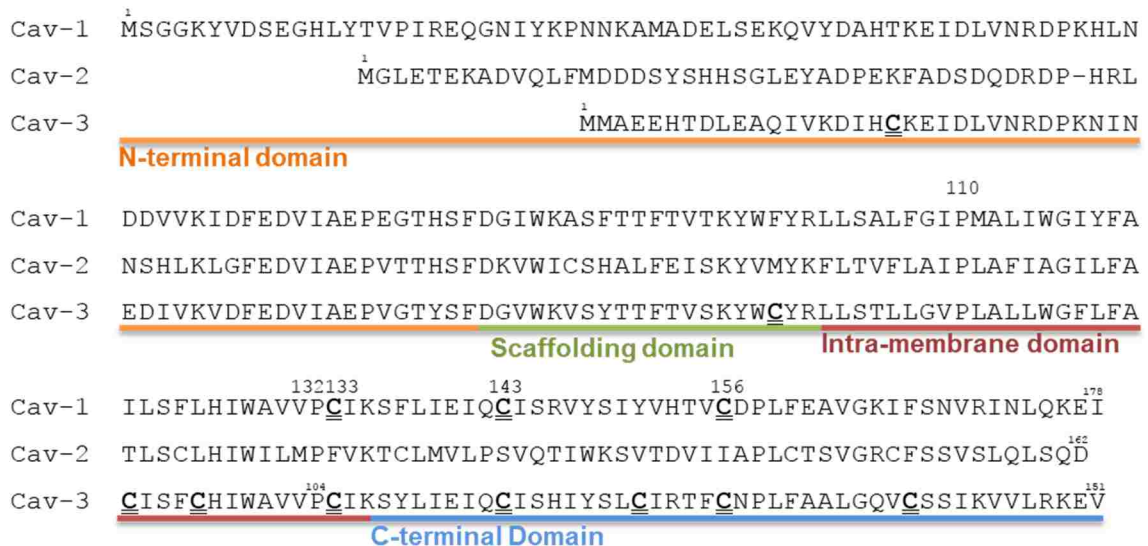 1
Cav-1 MSGGKYVDSEGHLYTVPIREQGNIYKPNNKAMADELSEKQVYDAHTKEIDLVNRDPKHLN
1
Cav-2 MGLETEKADVQLFMDDDSYSHHSGLEYADPEKFADSDQDRDP-HRL
1
Cav-3 MMAEEHTDLEAQIVKDIHCKEIDLVNRDPKNIN
N-terminal domain
110
Cav-1 DDVVKIDFEDVIAEPEGTHSFDGIWKASFTTFTVTKYWFYRLLSALFGIPMALIWGIYFA
Cav-2 NSHLKLGFEDVIAEPVTTHSFDKVWICSHALFEISKYVMYKFLTVFLAIPLAFIAGILFA
Cav-3 EDIVKVDFEDVIAEPVGTYSFDGVWKVSYTTFTVSKYWCYRLLSTLLGVPLALLWGFLFA
Scaffolding domain Intra-membrane domain
132133 143 156
Cav-1 ILSFLHIWAVVPCIKSFLIEIQCISRVYSIYVHTVCDPLFEAVGKIFSNVRINLQKEI 178
Cav-2 TLSCLHIWILMPFVKTCLMVLPSVQTIWKSVTDVIIAPLCTSVGRCFSSVSLQLSQD 162
104 151
Cav-3 CISFCHIWAVVPCIKSYLIEIQCISHIYSLCIRTFCNPLFAALGQVCSSIKVVLRKEV
C-terminal Domain